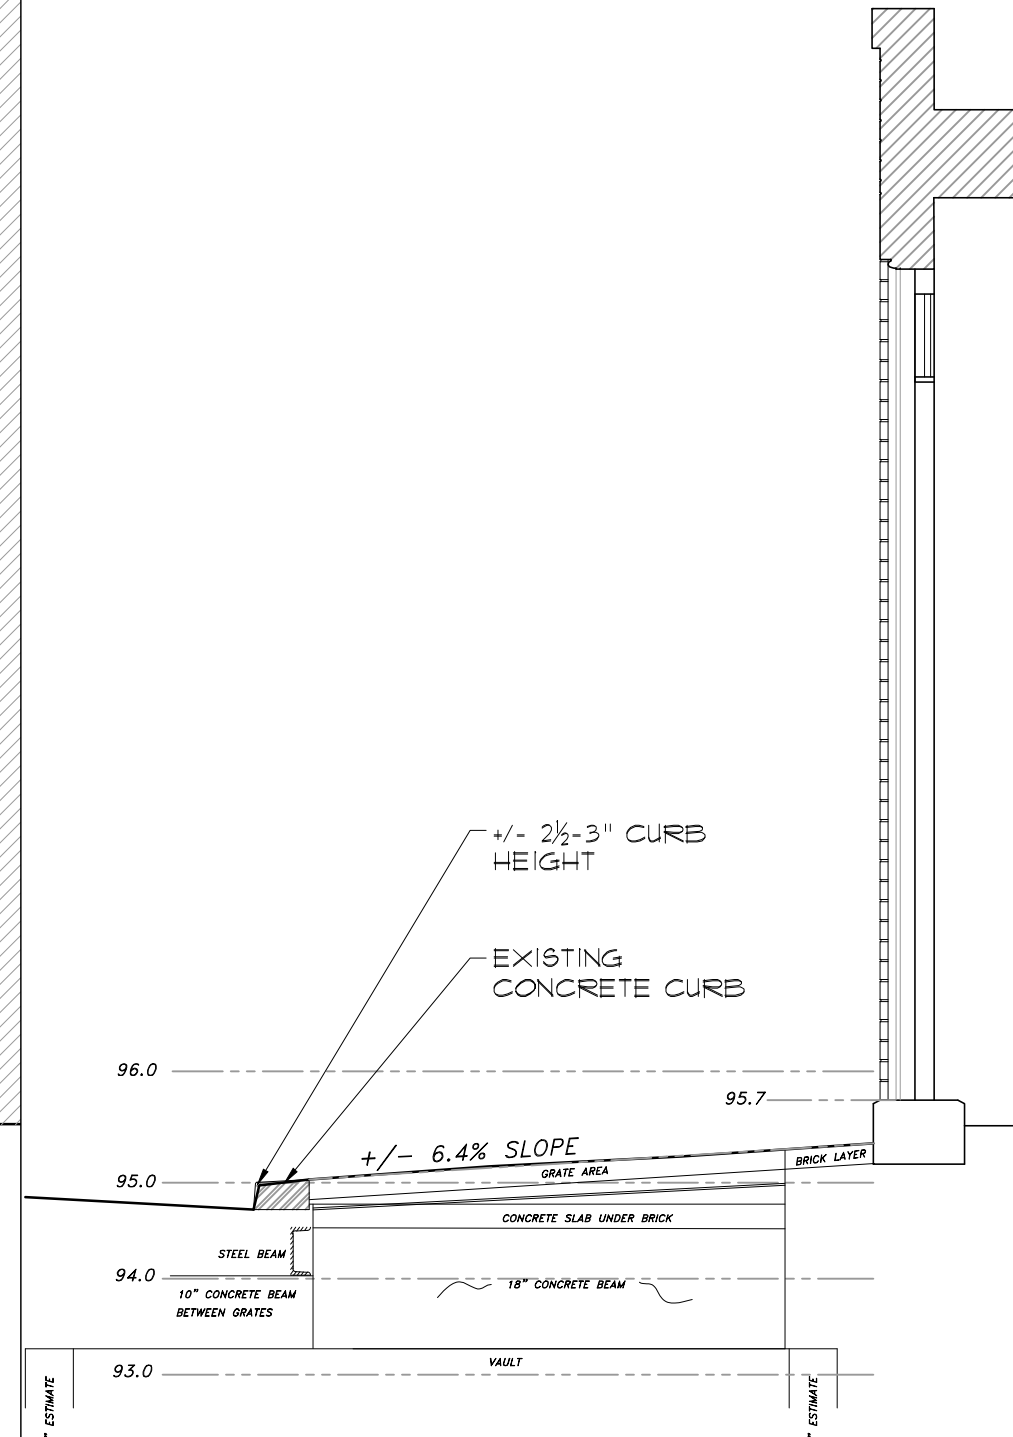 +/- 2½-3" CURB
HEIGHT
EXISTING
CONCRETE CURB
96.0
95.7
+/- 6.4% SLOPE
GRATE AREA
BRICK LAYER
95.0
CONCRETE SLAB UNDER BRICK
STEEL BEAM
94.0
18" CONCRETE BEAM
10" CONCRETE BEAM
BETWEEN GRATES
VAULT
93.0
" ESTIMATE
" ESTIMATE